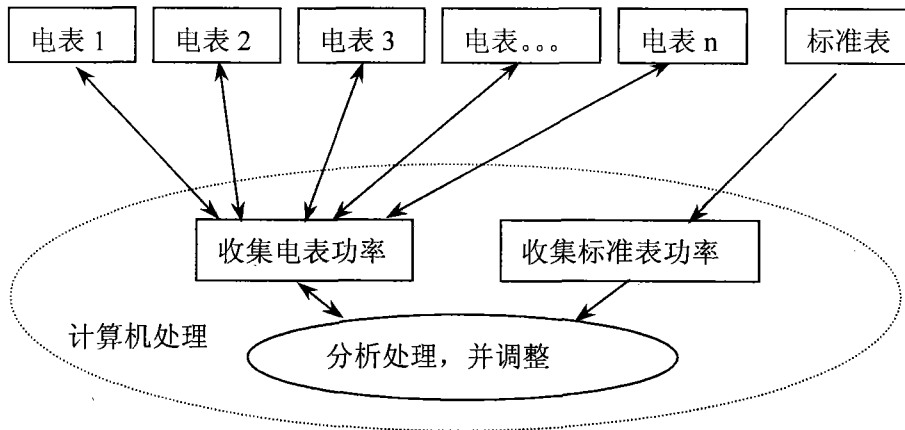 电表 1
电表 2
电表 3
电表。。。
电表 n
标准表
收集电表功率
收集标准表功率
计算机处理
分析处理，并调整